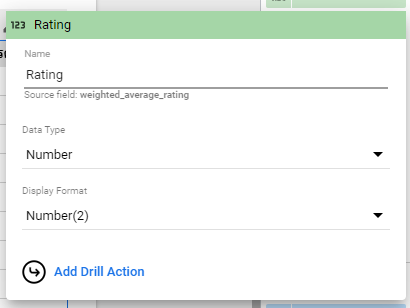 123 Rating
Name
Rating
Source field: weighted_average_rating
Data Type
Number
Display Format
Number(2)
Add Drill Action